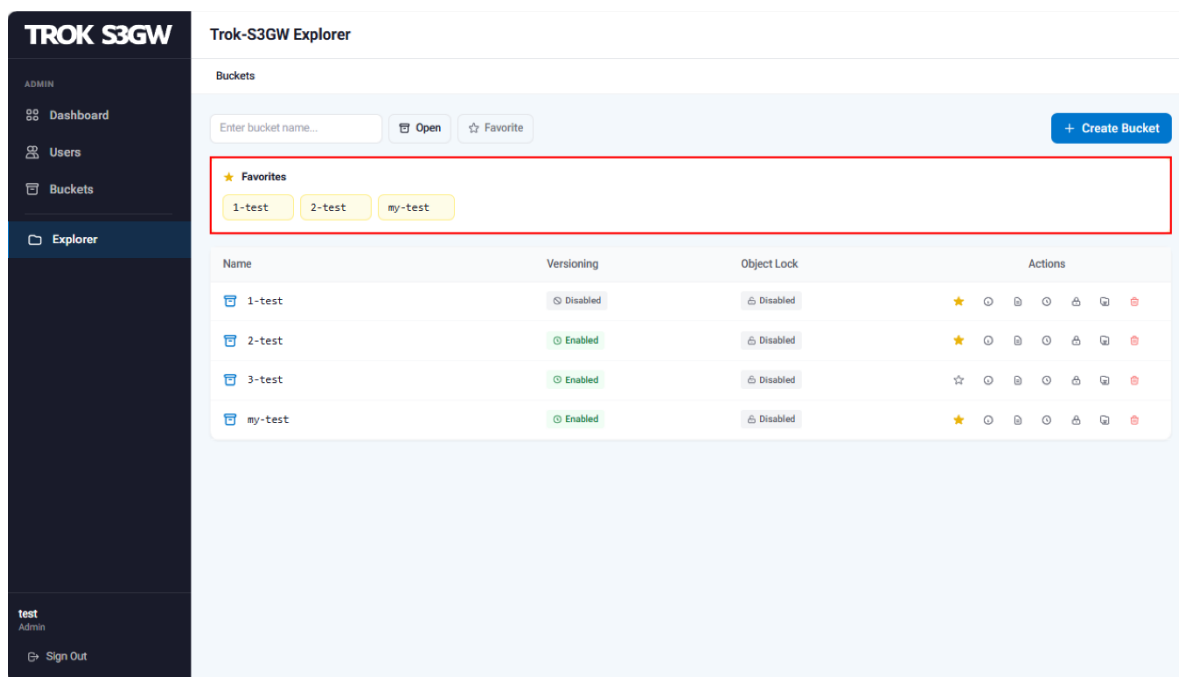 TROK S3GW
ADMIN
Dashboard
Users
Buckets
Explorer
test
Admin
Sign Out
Trok-S3GW Explorer
Buckets
Enter bucket name... Open Favorite + Create Bucket
Favorites
1-test 2-test my-test
Name Versioning Object Lock Actions
1-test Disabled Disabled
2-test Enabled Disabled
3-test Enabled Disabled
my-test Enabled Disabled